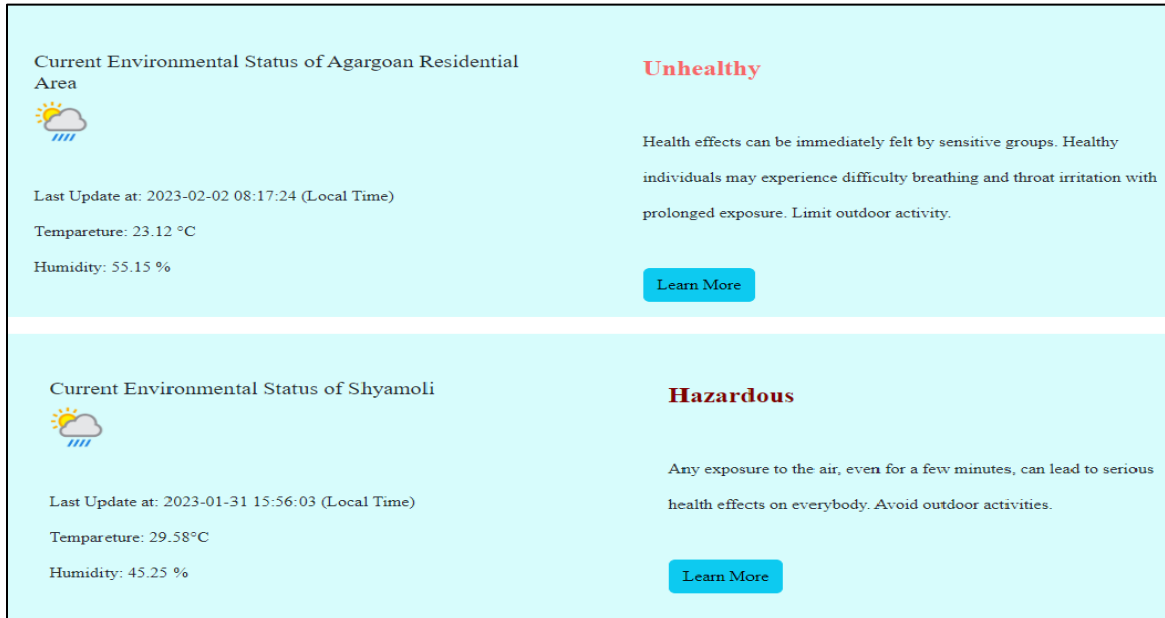 Current Environmental Status of Agargoan Residential
Area
Last Update at: 2023-02-02 08:17:24 (Local Time)
Tempareture: 23.12 °C
Humidity: 55.15 %
Unhealthy
Health effects can be immediately felt by sensitive groups. Healthy
individuals may experience difficulty breathing and throat irritation with
prolonged exposure. Limit outdoor activity.
Learn More
Current Environmental Status of Shyamoli
Last Update at: 2023-01-31 15:56:03 (Local Time)
Tempareture: 29.58°C
Humidity: 45.25 %
Hazardous
Any exposure to the air, even for a few minutes, can lead to serious
health effects on everybody. Avoid outdoor activities.
Learn More